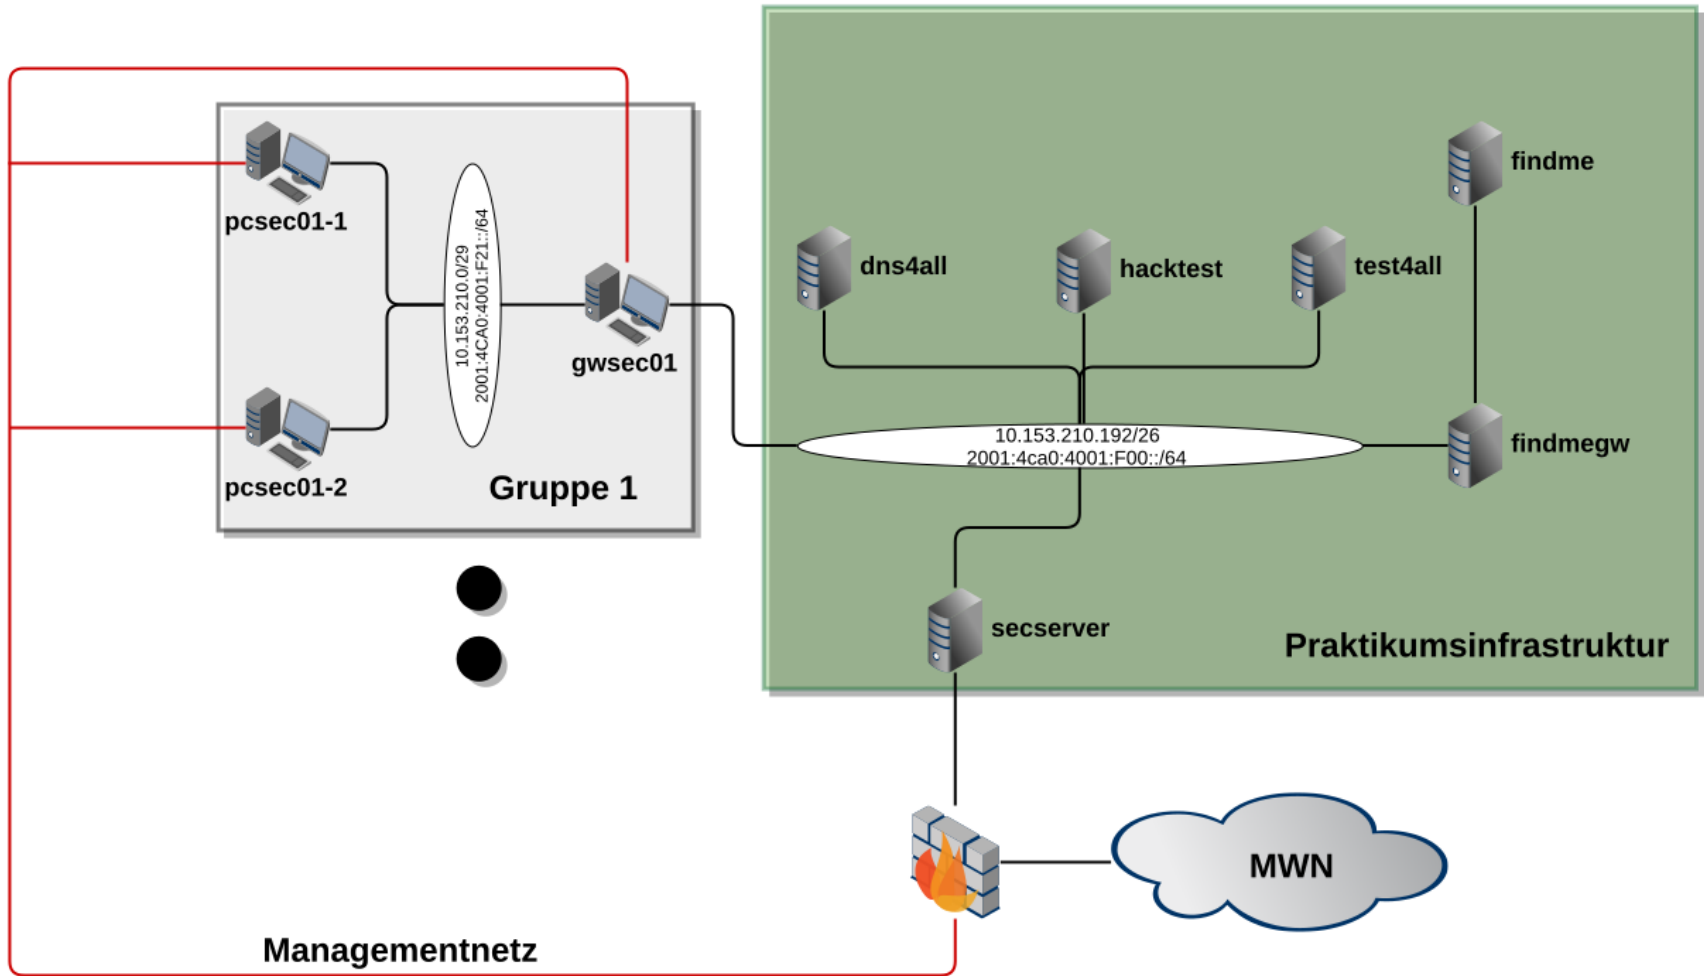 pcsec01-1
10.153.210.0/29
2001:4CA0:4001:F21::/64
gwsec01
pcsec01-2
Gruppe 1
findme
dns4all
hacktest
test4all
10.153.210.192/26
2001:4ca0:4001:F00::/64
findmegw
secserver
Praktikumsinfrastruktur
MWN
Managementnetz